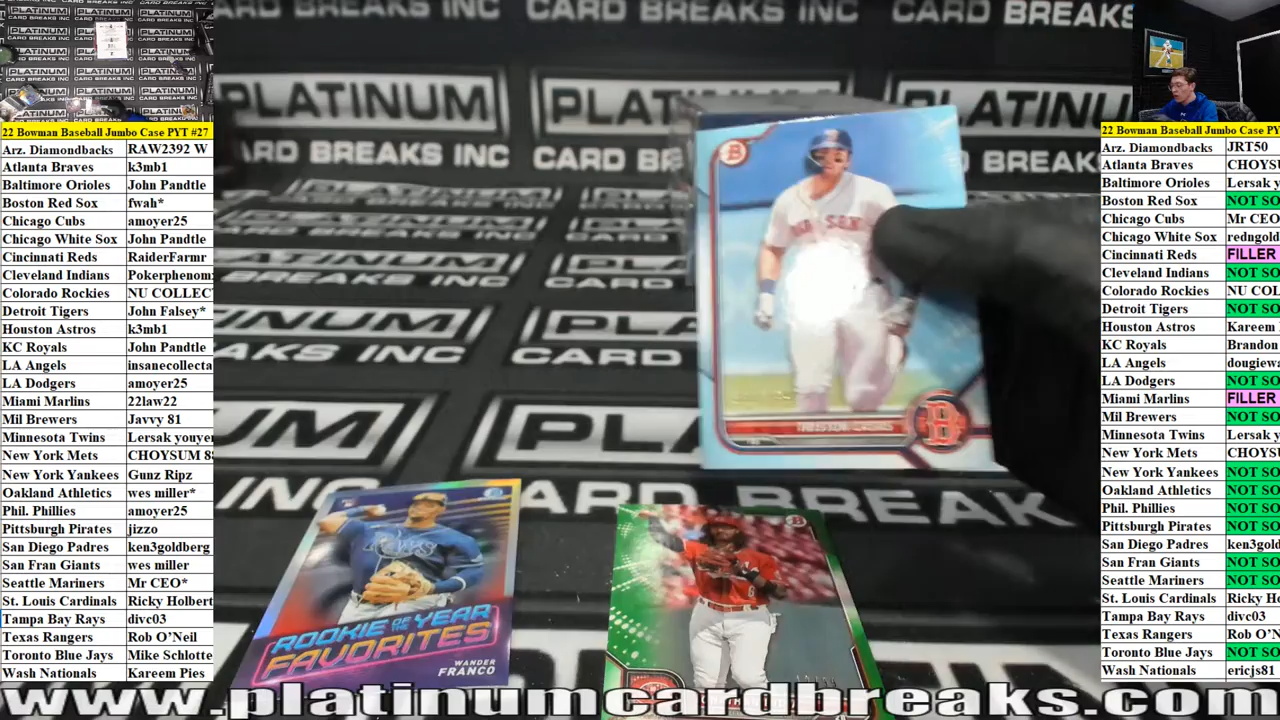 22 Bowman Baseball Jumbo Case PYT #27
Arz. Diamondbacks RAW2392 W
Atlanta Braves k3mb1
Baltimore Orioles John Pandtle
Boston Red Sox fwah*
Chicago Cubs amoyer25
Chicago White Sox John Pandtle
Cincinnati Reds RaiderFarmr
Cleveland Indians Pokerphenom
Colorado Rockies NU COLLEC
Detroit Tigers John Falsey*
Houston Astros k3mb1
KC Royals John Pandtle
LA Angels insanecollecta
LA Dodgers amoyer25
Miami Marlins 22law22
Mil Brewers Javvy 81
Minnesota Twins Lersak youyer
New York Mets CHOYSUM 88
New York Yankees Gunz Ripz
Oakland Athletics wes miller*
Phil. Phillies amoyer25
Pittsburgh Pirates jizzo
San Diego Padres ken3goldberg
San Fran Giants wes miller
Seattle Mariners Mr CEO*
St. Louis Cardinals Ricky Holbert
Tampa Bay Rays divc03
Texas Rangers Rob O'Neil
Toronto Blue Jays Mike Schlotte
Wash Nationals Kareem Pies
PLATINUM
CARD BREAKS INC
PLATINUM
CARD BREAKS INC
RED SOX
B
ROOKIE OF THE YEAR
FAVORITES
WANDER
FRANCO
22 Bowman Baseball Jumbo Case PY
Arz. Diamondbacks JRT50
Atlanta Braves CHOYSU
Baltimore Orioles Lersak y
Boston Red Sox NOT SO
Chicago Cubs Mr CEO
Chicago White Sox redngold
Cincinnati Reds FILLER
Cleveland Indians NOT SO
Colorado Rockies NU COL
Detroit Tigers NOT SO
Houston Astros Kareem
KC Royals Brandon
LA Angels dougiewa
LA Dodgers NOT SO
Miami Marlins FILLER
Mil Brewers NOT SO
Minnesota Twins Lersak y
New York Mets CHOYSU
New York Yankees NOT SO
Oakland Athletics NOT SO
Phil. Phillies NOT SO
Pittsburgh Pirates NOT SO
San Diego Padres ken3gold
San Fran Giants NOT SO
Seattle Mariners NOT SO
St. Louis Cardinals Ricky Ho
Tampa Bay Rays divc03
Texas Rangers Rob O'N
Toronto Blue Jays NOT SO
Wash Nationals ericjs81
www.platinumcardbreaks.com